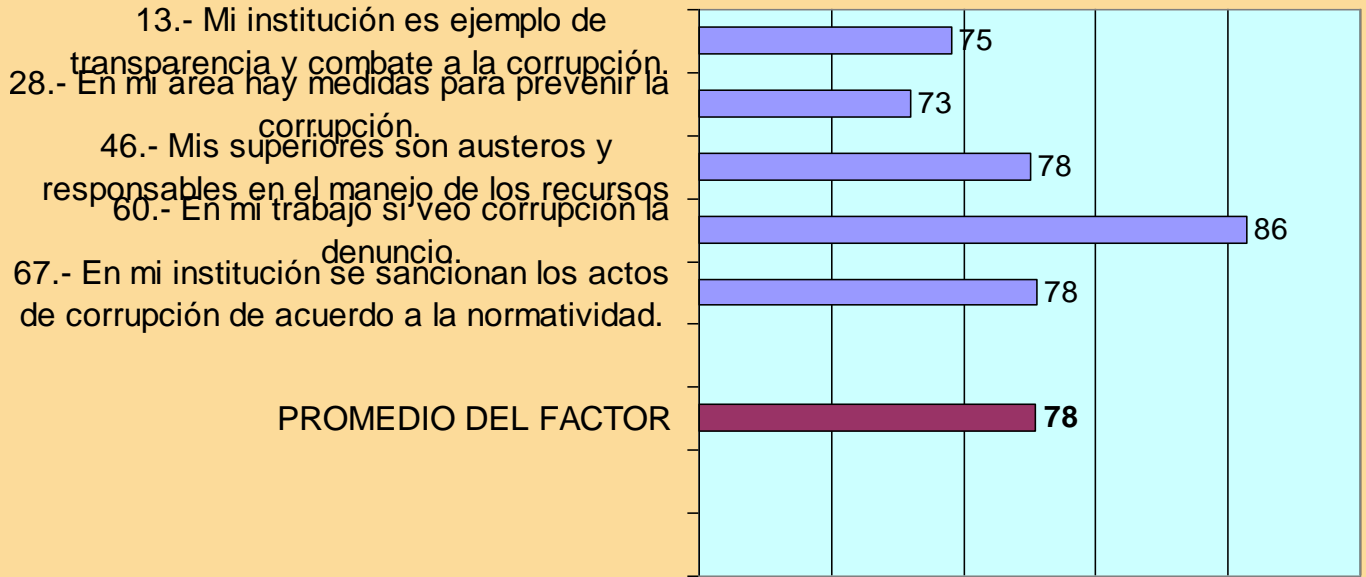 13.- Mi institución es ejemplo de
transparencia y combate a la corrupción.
75
28.- En mi área hay medidas para prevenir la
corrupción.
73
46.- Mis superiores son austeros y
responsables en el manejo de los recursos
78
60.- En mi trabajo si veo corrupción la
denuncio.
86
67.- En mi institución se sancionan los actos
de corrupción de acuerdo a la normatividad.
78
PROMEDIO DEL FACTOR
78